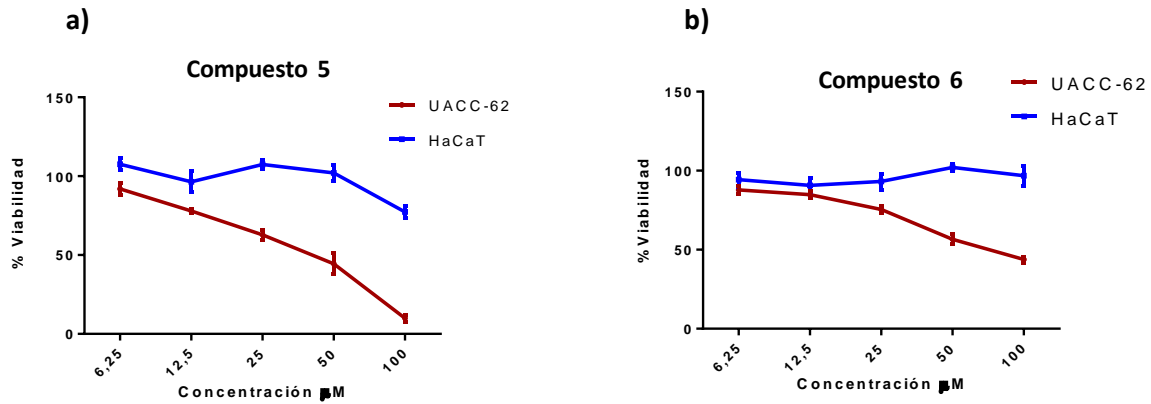 a)
Compuesto 5
UACC-62
HaCaT
% Viabilidad
150
100
50
0
6,25
12,5
25
50
100
Concentración µM
b)
Compuesto 6
UACC-62
HaCaT
% Viabilidad
150
100
50
0
6,25
12,5
25
50
100
Concentración µM